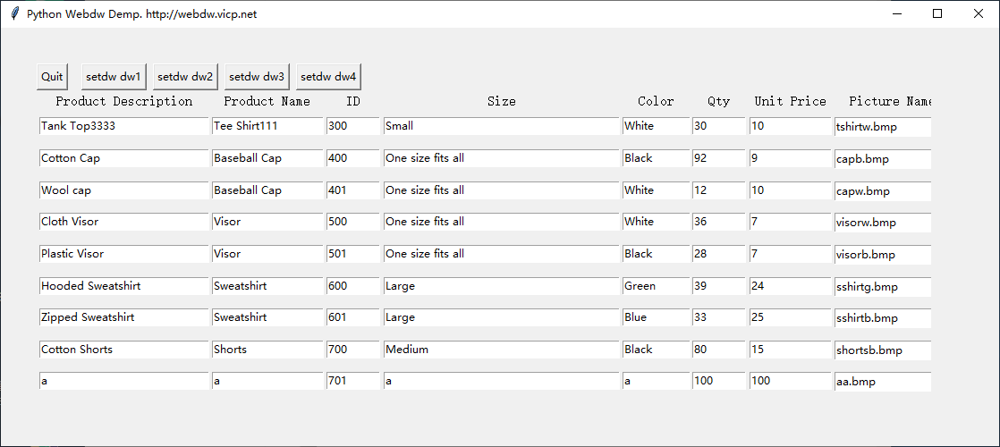 Python Webdw Demp. http://webdw.vicp.net
Quit setdw dw1 setdw dw2 setdw dw3 setdw dw4
Product Description Product Name ID Size Color Qty Unit Price Picture Name
Tank Top3333 Tee Shirt111 300 Small White 30 10 tshirtw.bmp
Cotton Cap Baseball Cap 400 One size fits all Black 92 9 capb.bmp
Wool cap Baseball Cap 401 One size fits all White 12 10 capw.bmp
Cloth Visor Visor 500 One size fits all White 36 7 visorw.bmp
Plastic Visor Visor 501 One size fits all Black 28 7 visorb.bmp
Hooded Sweatshirt Sweatshirt 600 Large Green 39 24 sshirtg.bmp
Zipped Sweatshirt Sweatshirt 601 Large Blue 33 25 sshirtb.bmp
Cotton Shorts Shorts 700 Medium Black 80 15 shortsb.bmp
a a 701 a a 100 100 aa.bmp